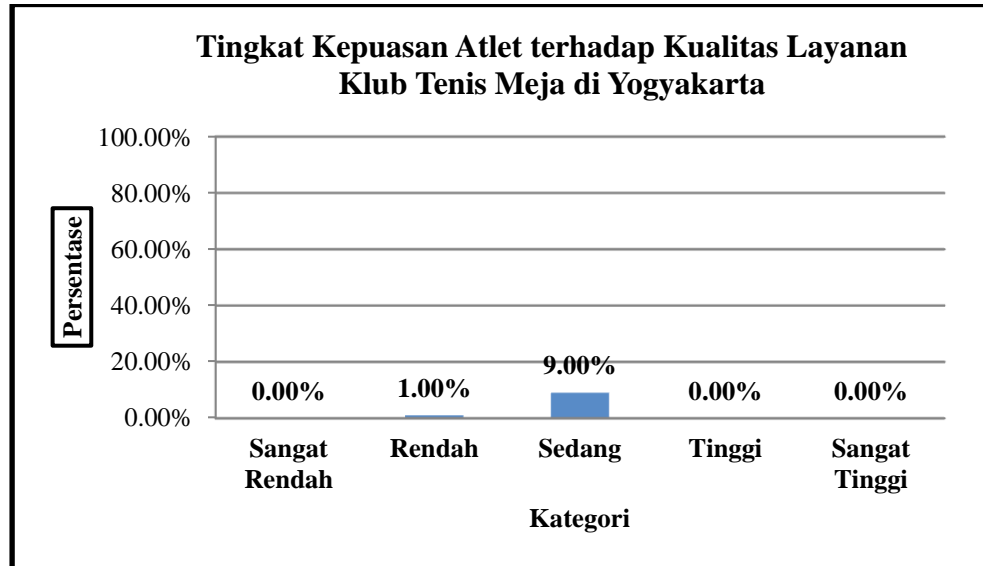 Tingkat Kepuasan Atlet terhadap Kualitas Layanan
Klub Tenis Meja di Yogyakarta
Persentase
100.00%
80.00%
60.00%
40.00%
20.00%
0.00%
0.00%
1.00%
9.00%
0.00%
0.00%
Sangat
Rendah
Rendah
Sedang
Tinggi
Sangat
Tinggi
Kategori